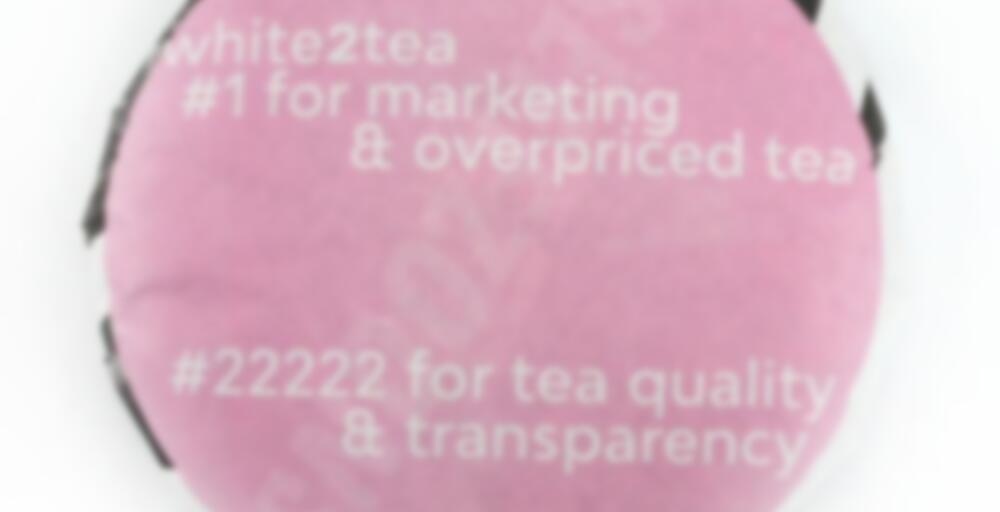 white2tea
#1 for marketing
& overpriced tea
#22222 for tea quality
& transparency